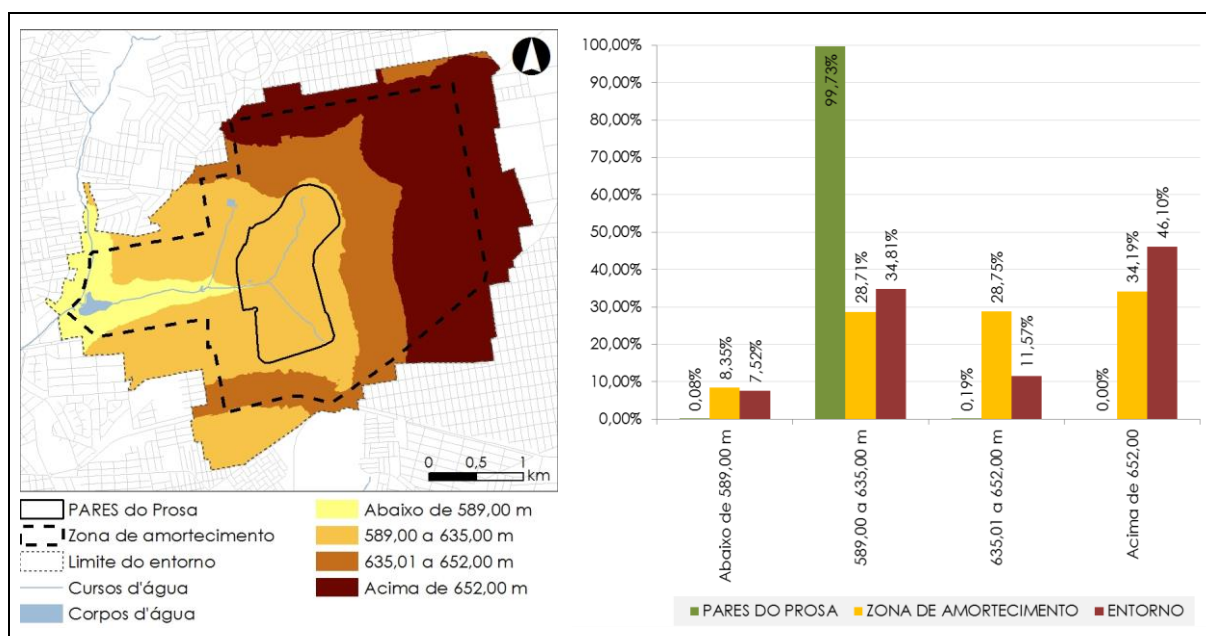 0 0,5 1
km
PARES do Prosa
Zona de amortecimento
Limite do entorno
Cursos d'água
Corpos d'água
Abaixo de 589,00 m
589,00 a 635,00 m
635,01 a 652,00 m
Acima de 652,00 m
100,00%
90,00%
80,00%
70,00%
60,00%
50,00%
40,00%
30,00%
20,00%
10,00%
0,00%
0,08%
8,35%
7,52%
99,73%
28,71%
34,81%
0,19%
28,75%
11,57%
0,00%
34,19%
46,10%
Abaixo de 589,00 m
589,00 a 635,00 m
635,01 a 652,00 m
Acima de 652,00
PARES DO PROSA ZONA DE AMORTECIMENTO ENTORNO